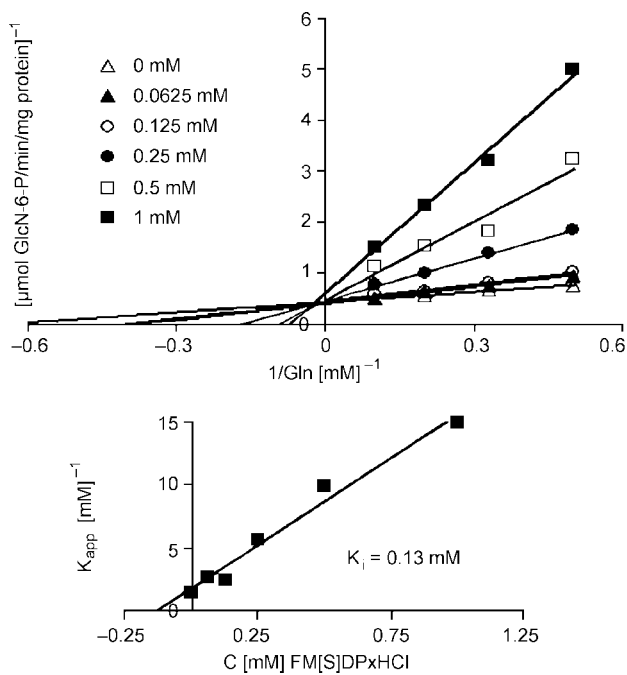 [µmol GlcN-6-P/min/mg protein]⁻¹
6
5
4
3
2
1
0
0 mM
0.0625 mM
0.125 mM
0.25 mM
0.5 mM
1 mM
–0.6 –0.3 0 0.3 0.6
1/Gln [mM]⁻¹
Kapp [mM]⁻¹
15
10
5
0
Ki = 0.13 mM
–0.25 0.25 0.75 1.25
C [mM] FM[S]DPxHCl